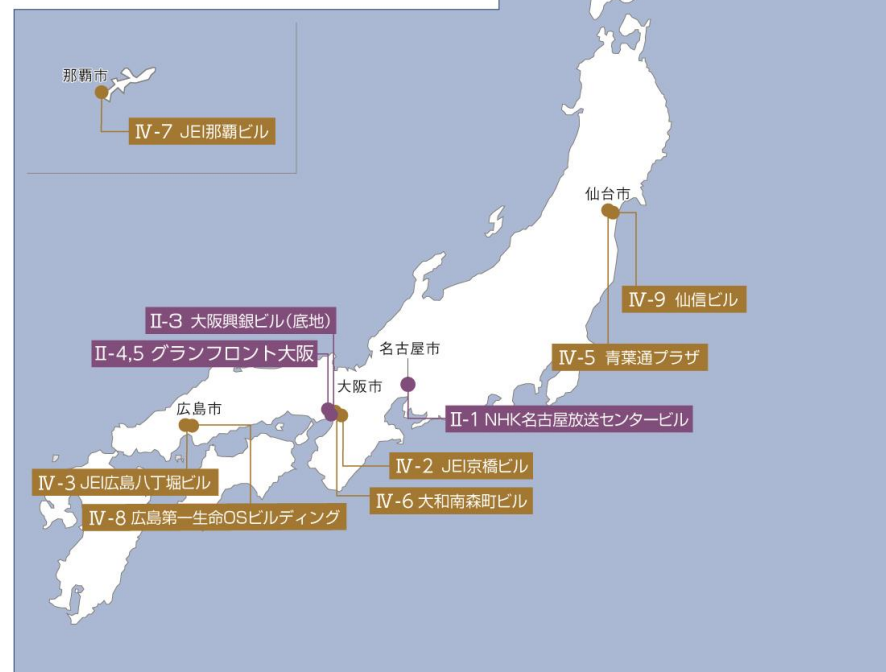 那覇市
Ⅳ-7 JEI那覇ビル
仙台市
Ⅳ-9 仙信ビル
Ⅱ-3 大阪興銀ビル(底地)
Ⅱ-4,5 グランフロント大阪
名古屋市
Ⅳ-5 青葉通プラザ
大阪市
広島市
Ⅱ-1 NHK名古屋放送センタービル
Ⅳ-2 JEI京橋ビル
Ⅳ-3 JEI広島八丁堀ビル
Ⅳ-6 大和南森町ビル
Ⅳ-8 広島第一生命OSビルディング